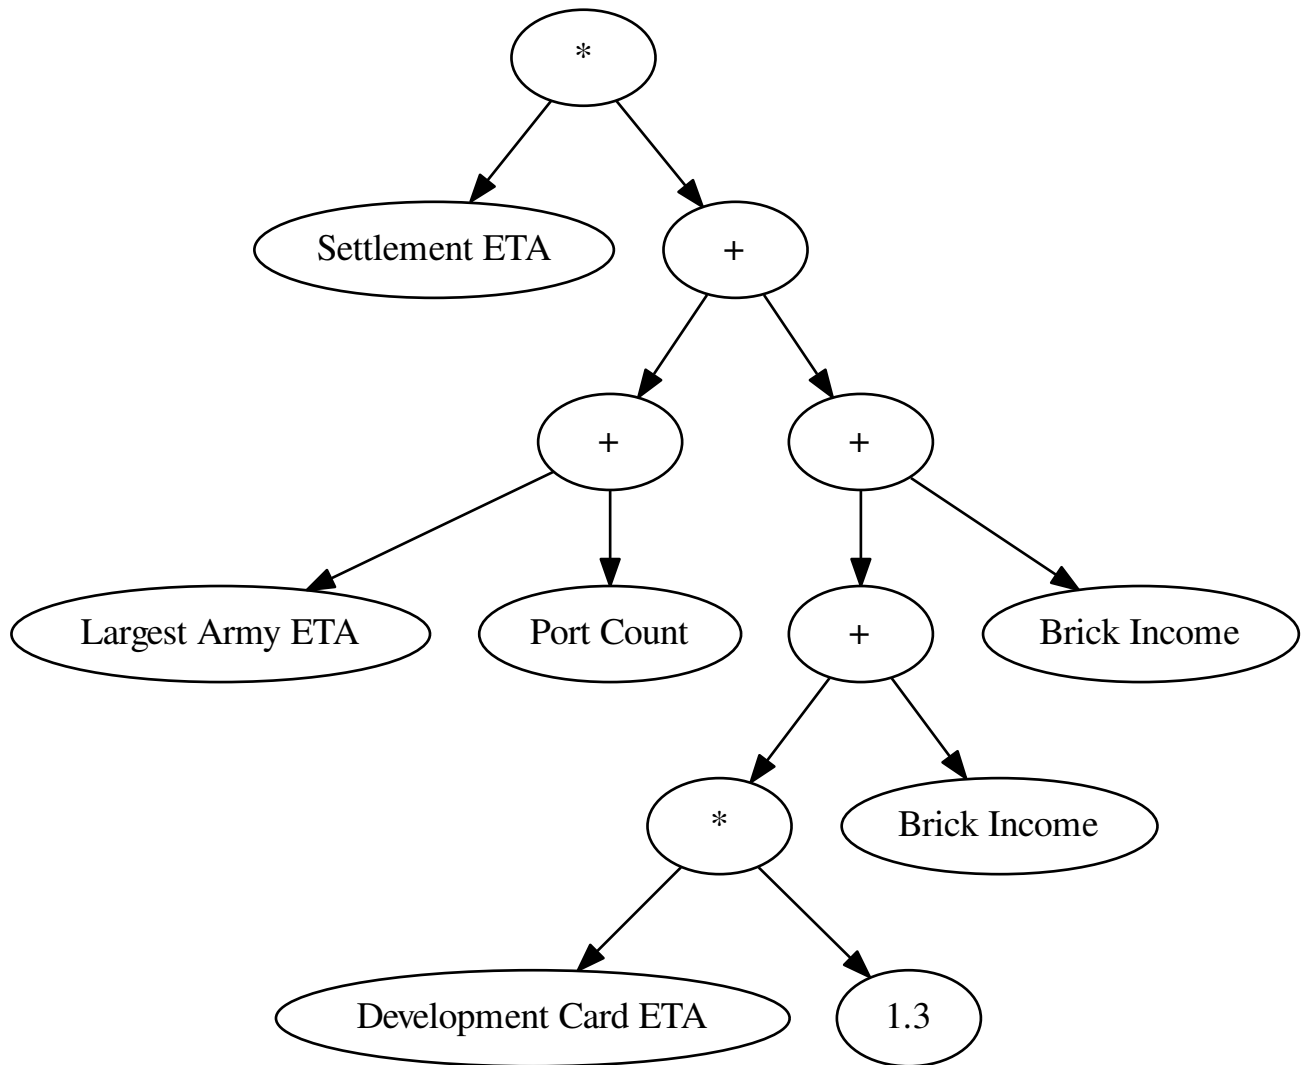 *
Settlement ETA
+
+
+
Largest Army ETA
Port Count
+
Brick Income
*
Brick Income
Development Card ETA
1.3